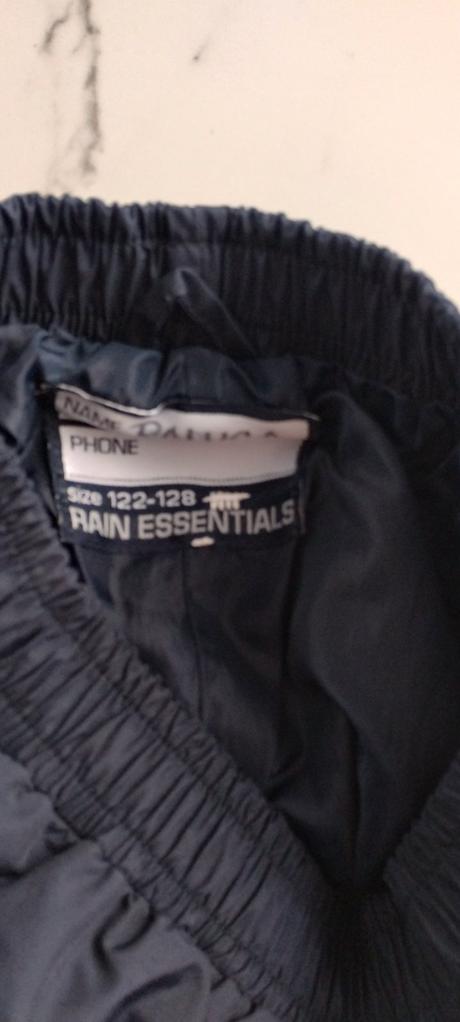 NAME
PHONE
Size 122-128
RAIN ESSENTIALS